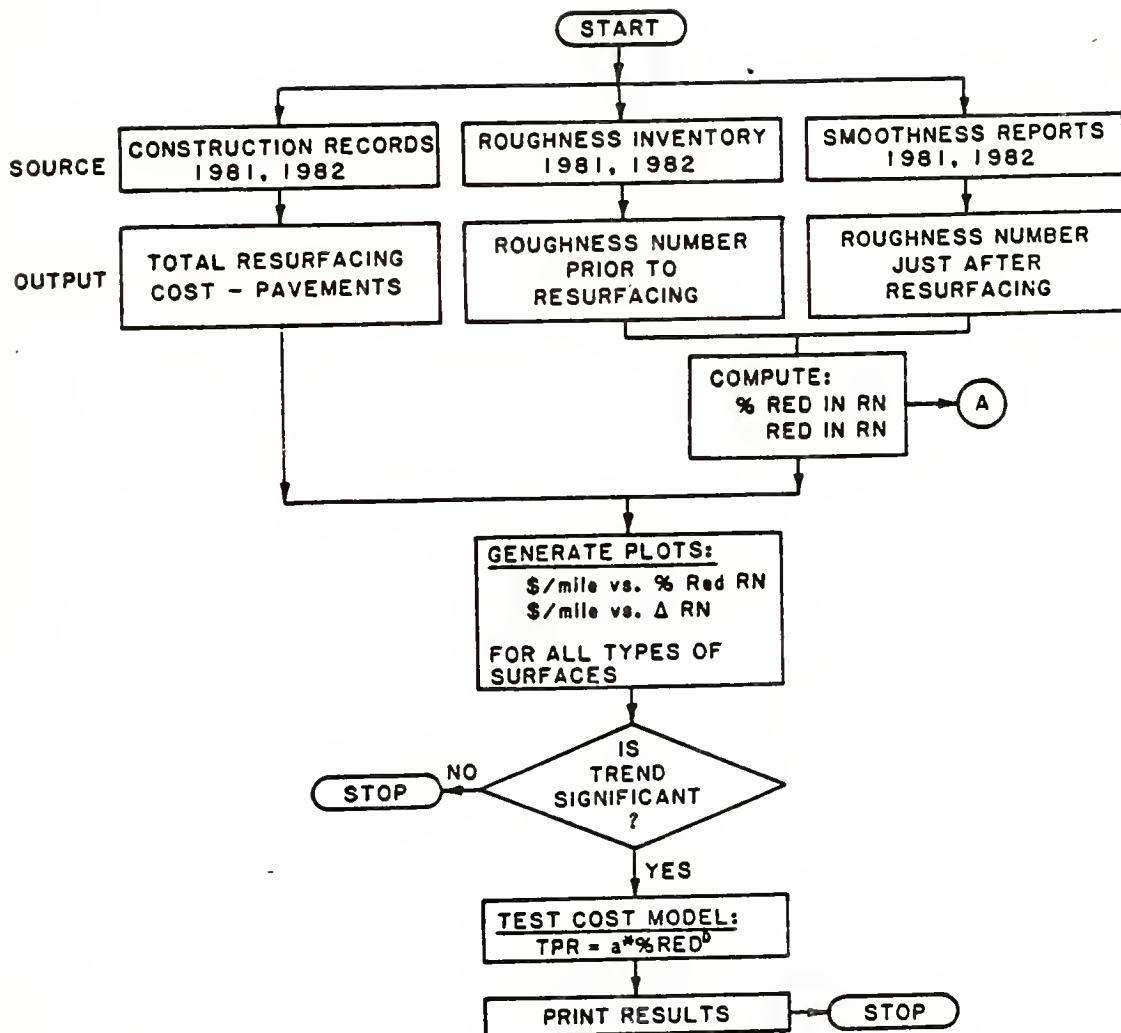 START
SOURCE
CONSTRUCTION RECORDS
1981, 1982
ROUGHNESS INVENTORY
1981, 1982
SMOOTHNESS REPORTS
1981, 1982
OUTPUT
TOTAL RESURFACING
COST - PAVEMENTS
ROUGHNESS NUMBER
PRIOR TO
RESURFACING
ROUGHNESS NUMBER
JUST AFTER
RESURFACING
COMPUTE:
% RED IN RN
RED IN RN
A
GENERATE PLOTS:
$/mile vs. % Red RN
$/mile vs. Δ RN
FOR ALL TYPES OF
SURFACES
IS
TREND
SIGNIFICANT
?
NO
STOP
YES
TEST COST MODEL:
TPR = a*%RED^b
PRINT RESULTS
STOP